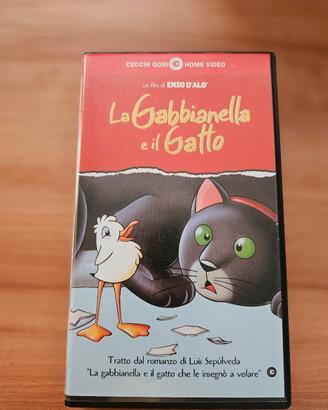 CECCHI GORI C HOME VIDEO
un film di ENZO D'ALO'
La Gabbianella
e il Gatto
Tratto dal romanzo di Luis Sepúlveda
"La gabbianella e il gatto che le insegnò a volare"